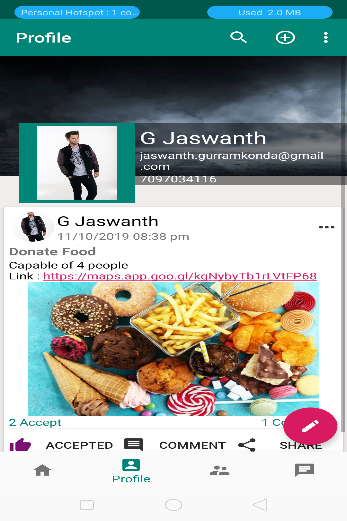 Personal Hotspot : 1 co...
Used 2.0 MB
Profile
G Jaswanth
jaswanth.gurramkonda@gmail
.com
7097034116
G Jaswanth
11/10/2019 08:38 pm
Donate Food
Capable of 4 people
Link : https://maps.app.goo.gl/kgNybyTb1rLVtFP68
2 Accept
ACCEPTED
COMMENT
SHARE
Profile